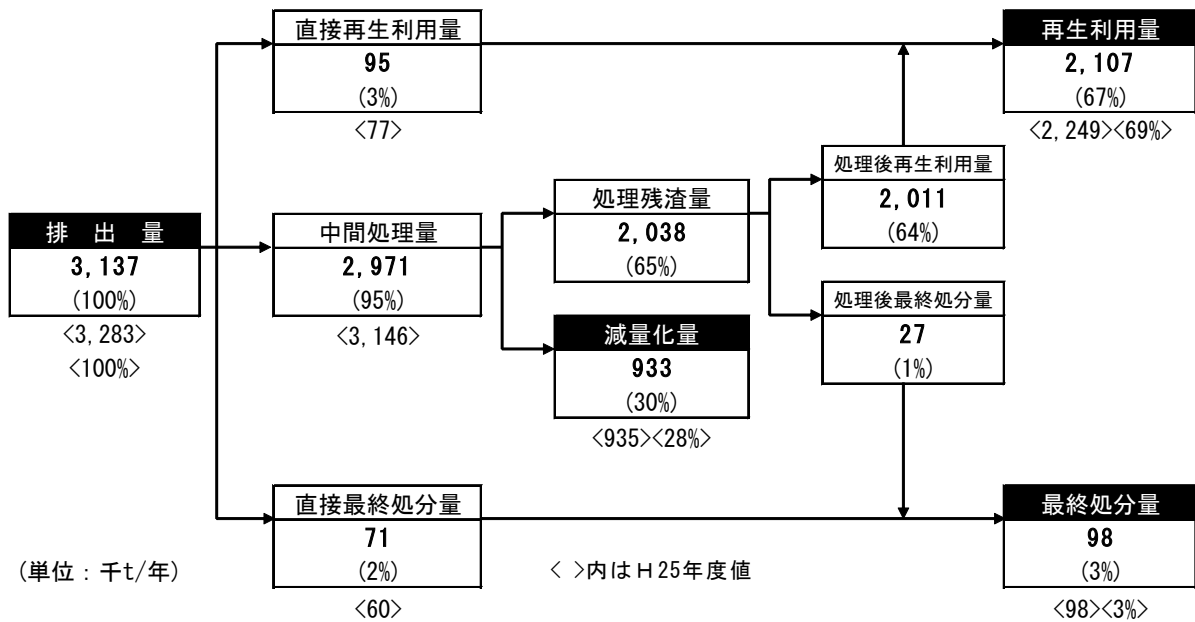 直接再生利用量
95
(3%)
<77>
再生利用量
2,107
(67%)
<2,249><69%>
処理後再生利用量
2,011
(64%)
処理残渣量
2,038
(65%)
排 出 量
3,137
(100%)
<3,283>
<100%>
中間処理量
2,971
(95%)
<3,146>
減量化量
933
(30%)
<935><28%>
処理後最終処分量
27
(1%)
直接最終処分量
71
(2%)
<60>
最終処分量
98
(3%)
<98><3%>
(単位:千t/年)
< >内はH25年度値